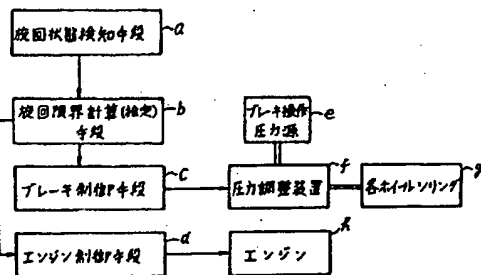 旋回状態検知手段
a
旋回限界計算(推定)
手段
b
ブレーキ操作
圧力源
e
ブレーキ制御手段
c
圧力調整装置
f
各ホイールシリンダ
g
エンジン制御手段
d
エンジン
h